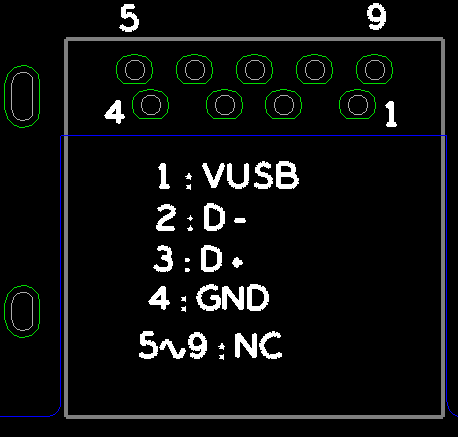 5 9
4 1
1 : VUSB
2 : D -
3 : D +
4 : GND
5~9 : NC